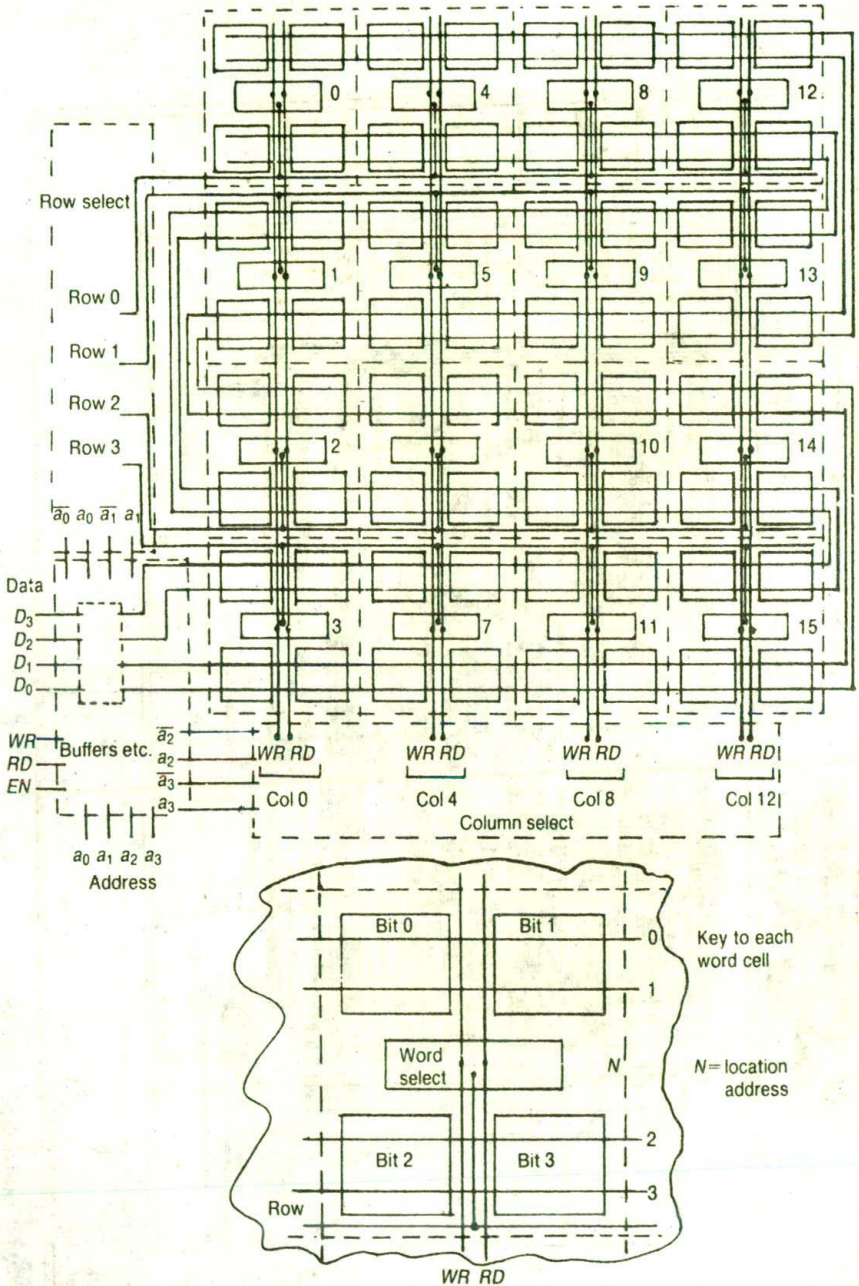 0 4 8 12
Row select
1 5 9 13
Row 0
Row 1
Row 2
Row 3
2 10 14
a̅₀ a₀ a̅₁ a₁
Data
D₃
D₂
D₁
D₀
3 7 11 15
WR
RD
EN
Buffers etc.
a̅₂
a₂
a̅₃
a₃
WR RD WR RD WR RD WR RD
Col 0 Col 4 Col 8 Col 12
Column select
a₀ a₁ a₂ a₃
Address
Bit 0 Bit 1 0
Key to each
word cell
1
Word
select
N
N = location
address
2
Bit 2 Bit 3
3
Row
WR RD